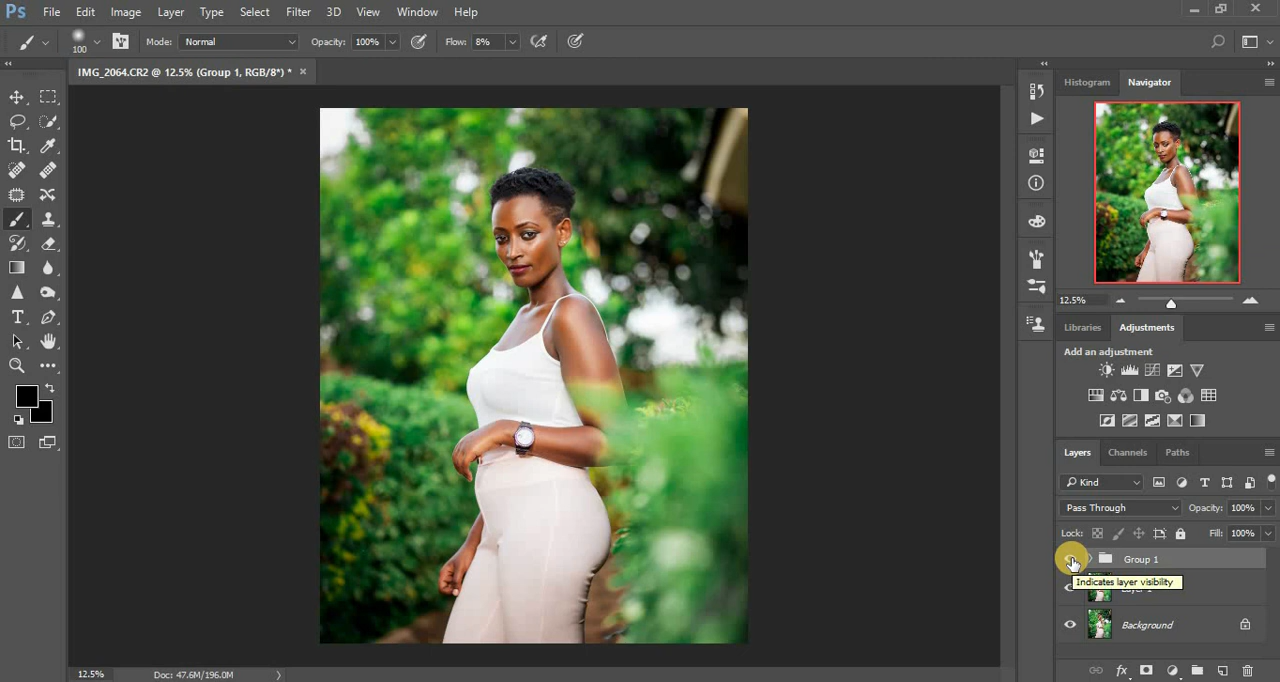 Ps File Edit Image Layer Type Select Filter 3D View Window Help
100 Mode: Normal Opacity: 100% Flow: 8%
IMG_2064.CR2 @ 12.5% (Group 1, RGB/8*) *
Histogram Navigator
12.5%
Libraries Adjustments
Add an adjustment
Layers Channels Paths
Kind
Pass Through Opacity: 100%
Lock: Fill: 100%
Group 1
Indicates layer visibility
Background
12.5% Doc: 47.6M/196.0M